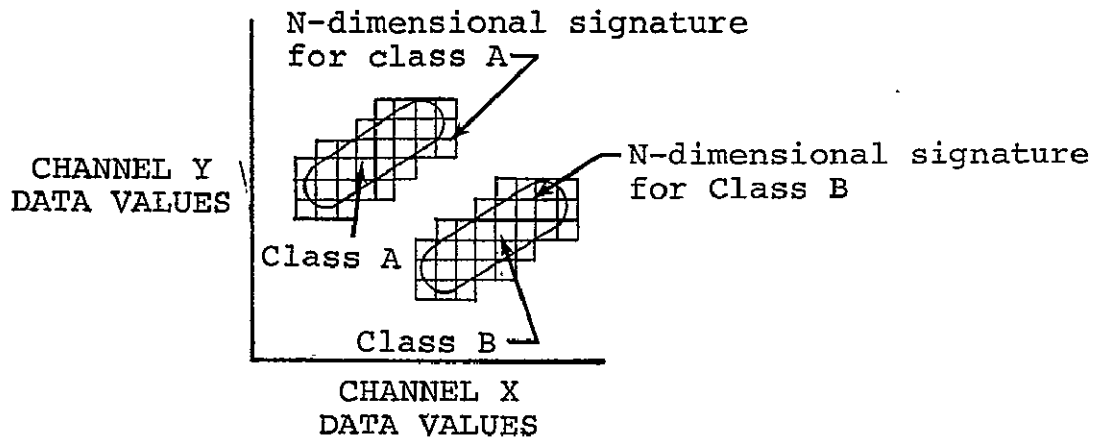 N-dimensional signature
for class A
CHANNEL Y
DATA VALUES
N-dimensional signature
for Class B
Class A
Class B
CHANNEL X
DATA VALUES